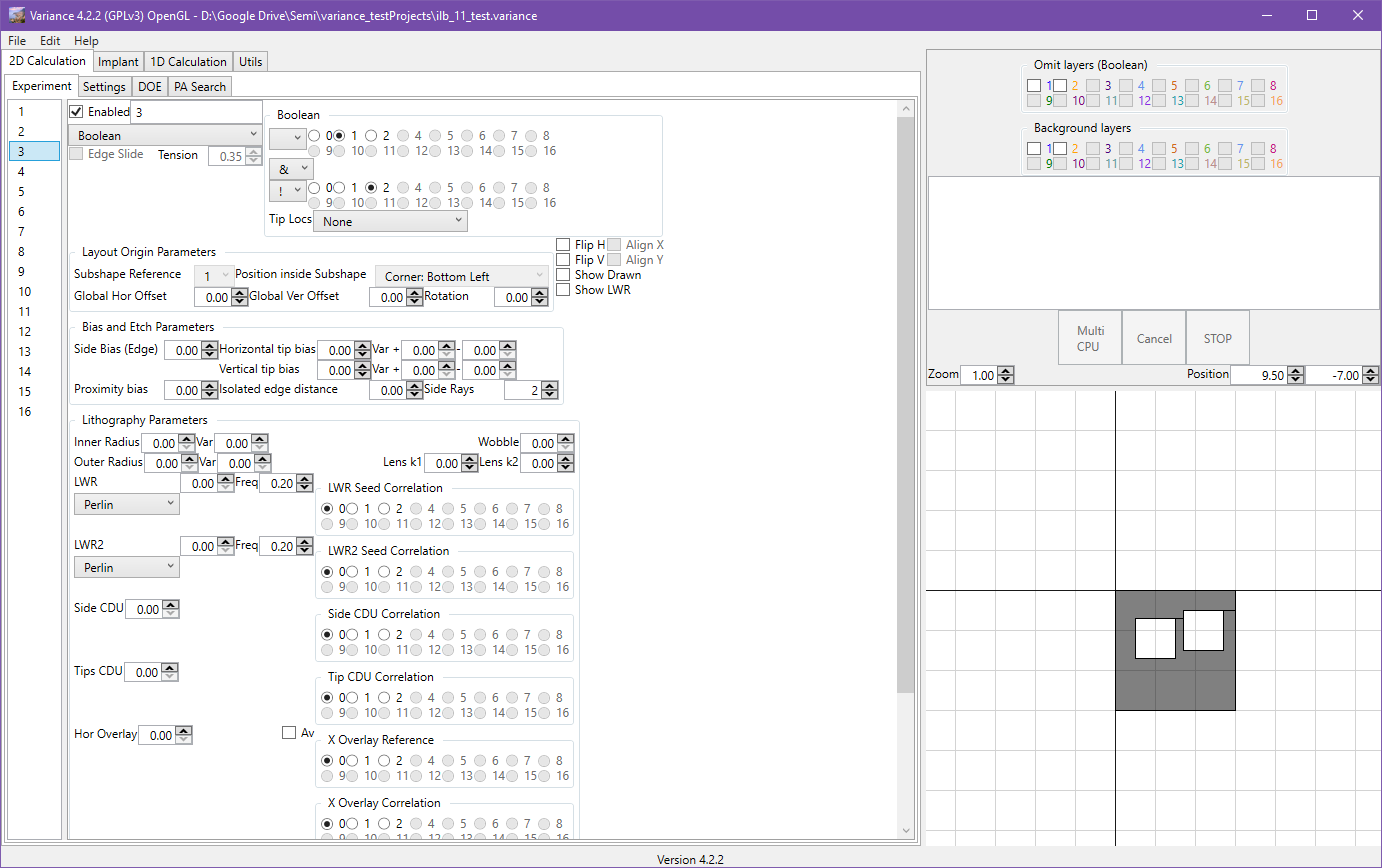 Variance 4.2.2 (GPLv3) OpenGL - D:\Google Drive\Semi\variance_testProjects\ilb_11_test.variance
File Edit Help
2D Calculation Implant 1D Calculation Utils
Experiment Settings DOE PA Search
1
2
3
4
5
6
7
8
9
10
11
12
13
14
15
16
Enabled 3
Boolean
Edge Slide Tension 0.35
Boolean
0 1 2 4 5 6 7 8
9 10 11 12 13 14 15 16
&
! 0 1 2 4 5 6 7 8
9 10 11 12 13 14 15 16
Tip Locs None
Layout Origin Parameters
Subshape Reference 1 Position inside Subshape Corner: Bottom Left
Global Hor Offset 0.00 Global Ver Offset 0.00 Rotation 0.00
Flip H Align X
Flip V Align Y
Show Drawn
Show LWR
Bias and Etch Parameters
Side Bias (Edge) 0.00 Horizontal tip bias 0.00 Var + 0.00 - 0.00
Vertical tip bias 0.00 Var + 0.00 - 0.00
Proximity bias 0.00 Isolated edge distance 0.00 Side Rays 2
Lithography Parameters
Inner Radius 0.00 Var 0.00 Wobble 0.00
Outer Radius 0.00 Var 0.00 Lens k1 0.00 Lens k2 0.00
LWR 0.00 Freq 0.20
Perlin
LWR Seed Correlation
0 1 2 4 5 6 7 8
9 10 11 12 13 14 15 16
LWR2 0.00 Freq 0.20
Perlin
LWR2 Seed Correlation
0 1 2 4 5 6 7 8
9 10 11 12 13 14 15 16
Side CDU 0.00
Side CDU Correlation
0 1 2 4 5 6 7 8
9 10 11 12 13 14 15 16
Tips CDU 0.00
Tip CDU Correlation
0 1 2 4 5 6 7 8
9 10 11 12 13 14 15 16
Hor Overlay 0.00 Av
X Overlay Reference
0 1 2 4 5 6 7 8
9 10 11 12 13 14 15 16
X Overlay Correlation
0 1 2 4 5 6 7 8
9 10 11 12 13 14 15 16
Omit layers (Boolean)
1 2 3 4 5 6 7 8
9 10 11 12 13 14 15 16
Background layers
1 2 3 4 5 6 7 8
9 10 11 12 13 14 15 16
Multi
CPU
Cancel
STOP
Zoom 1.00 Position 9.50 -7.00
Version 4.2.2